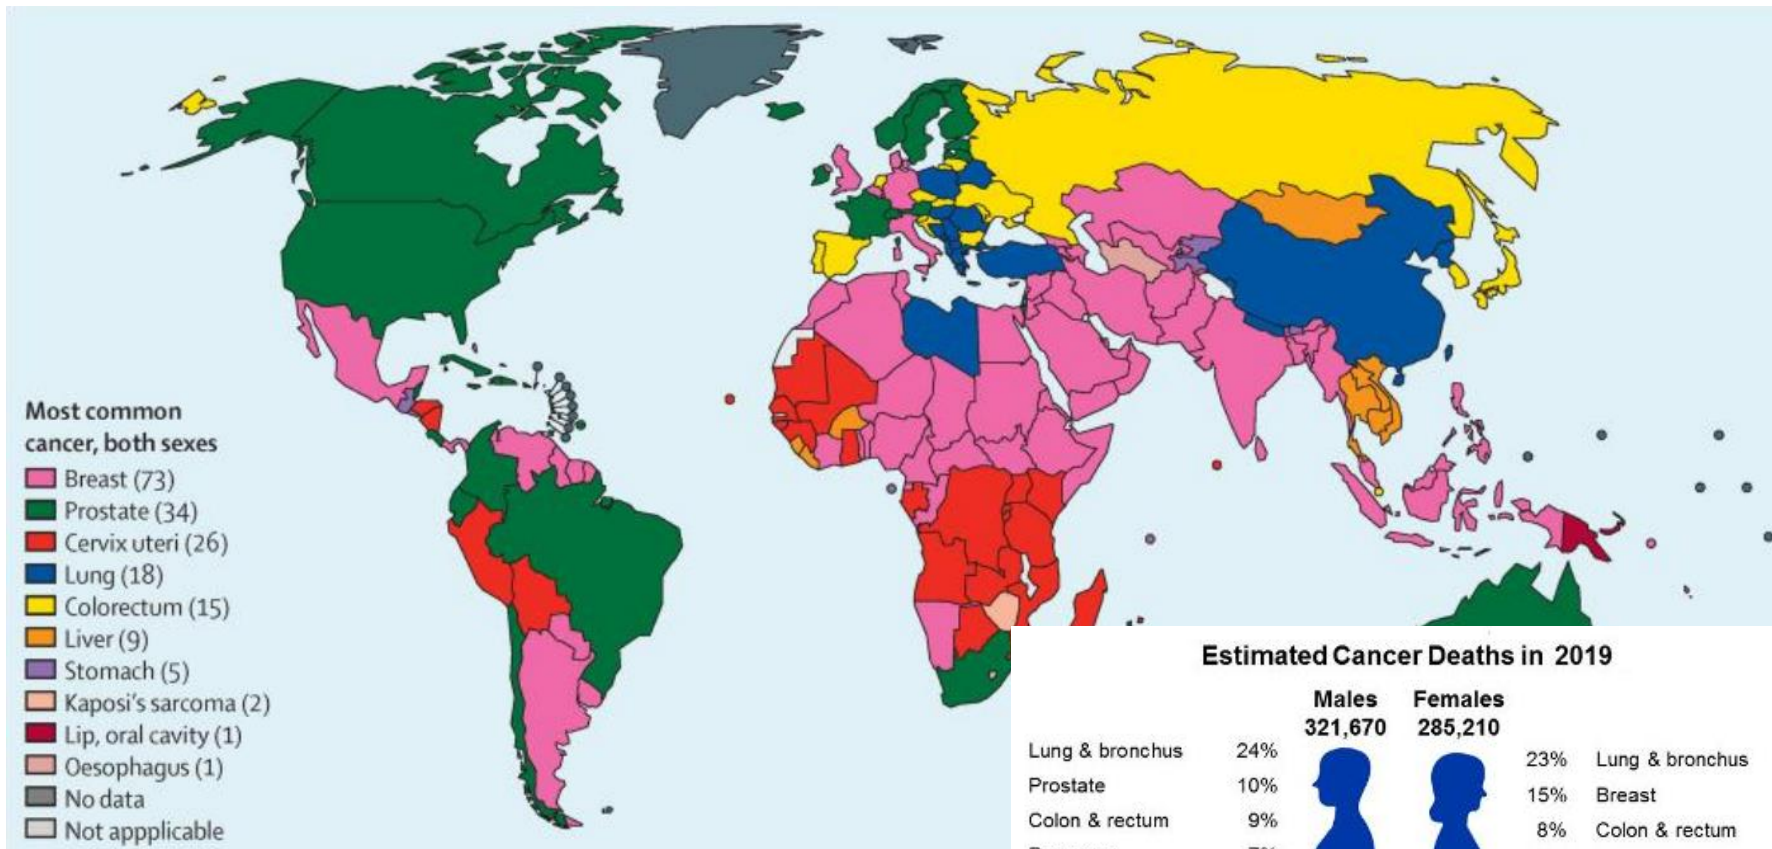 Most common
cancer, both sexes
Breast (73)
Prostate (34)
Cervix uteri (26)
Lung (18)
Colorectum (15)
Liver (9)
Stomach (5)
Kaposi's sarcoma (2)
Lip, oral cavity (1)
Oesophagus (1)
No data
Not appplicable
Estimated Cancer Deaths in 2019
Males Females
321,670 285,210
Lung & bronchus 24% 23% Lung & bronchus
Prostate 10% 15% Breast
Colon & rectum 9% 8% Colon & rectum